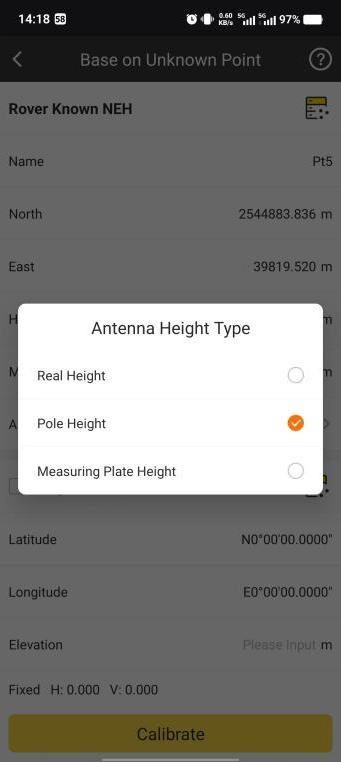 14:18 58 0.60 KB/s 5G 5G 97%
Base on Unknown Point ?
Rover Known NEH
Name Pt5
North 2544883.836 m
East 39819.520 m
H m
Antenna Height Type
M m
Real Height
A
Pole Height
Measuring Plate Height
Latitude N0°00'00.0000"
Longitude E0°00'00.0000"
Elevation Please Input m
Fixed H: 0.000 V: 0.000
Calibrate